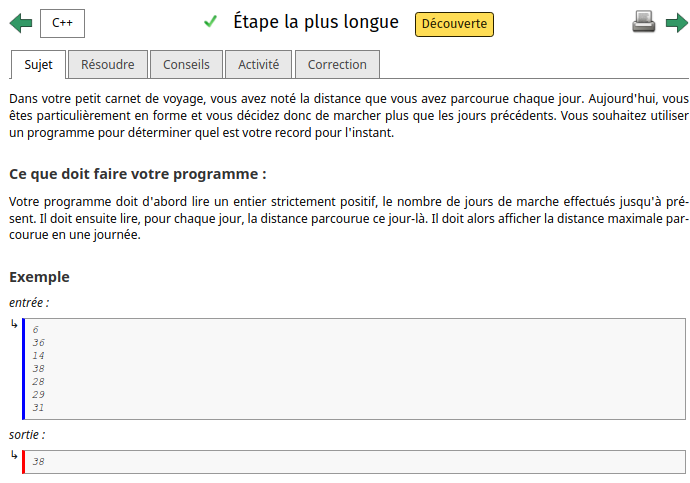 C++
Étape la plus longue
Découverte
Sujet
Résoudre
Conseils
Activité
Correction
Dans votre petit carnet de voyage, vous avez noté la distance que vous avez parcourue chaque jour. Aujourd'hui, vous
êtes particulièrement en forme et vous décidez donc de marcher plus que les jours précédents. Vous souhaitez utiliser
un programme pour déterminer quel est votre record pour l'instant.
Ce que doit faire votre programme :
Votre programme doit d'abord lire un entier strictement positif, le nombre de jours de marche effectués jusqu'à pré-
sent. Il doit ensuite lire, pour chaque jour, la distance parcourue ce jour-là. Il doit alors afficher la distance maximale par-
courue en une journée.
Exemple
entrée :
6
36
14
38
28
29
31
sortie :
38